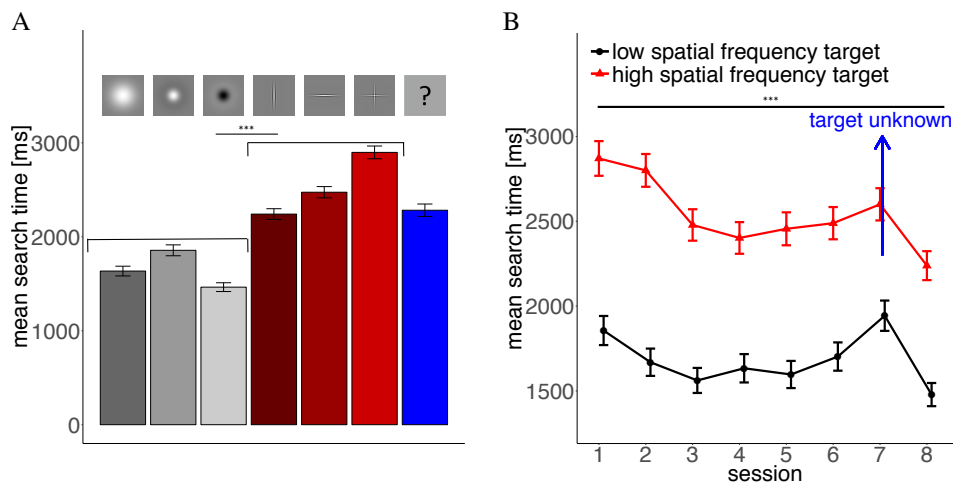 A
?
***
mean search time [ms]
3000
2000
1000
0
B
low spatial frequency target
high spatial frequency target
***
target unknown
mean search time [ms]
3000
2500
2000
1500
1 2 3 4 5 6 7 8
session